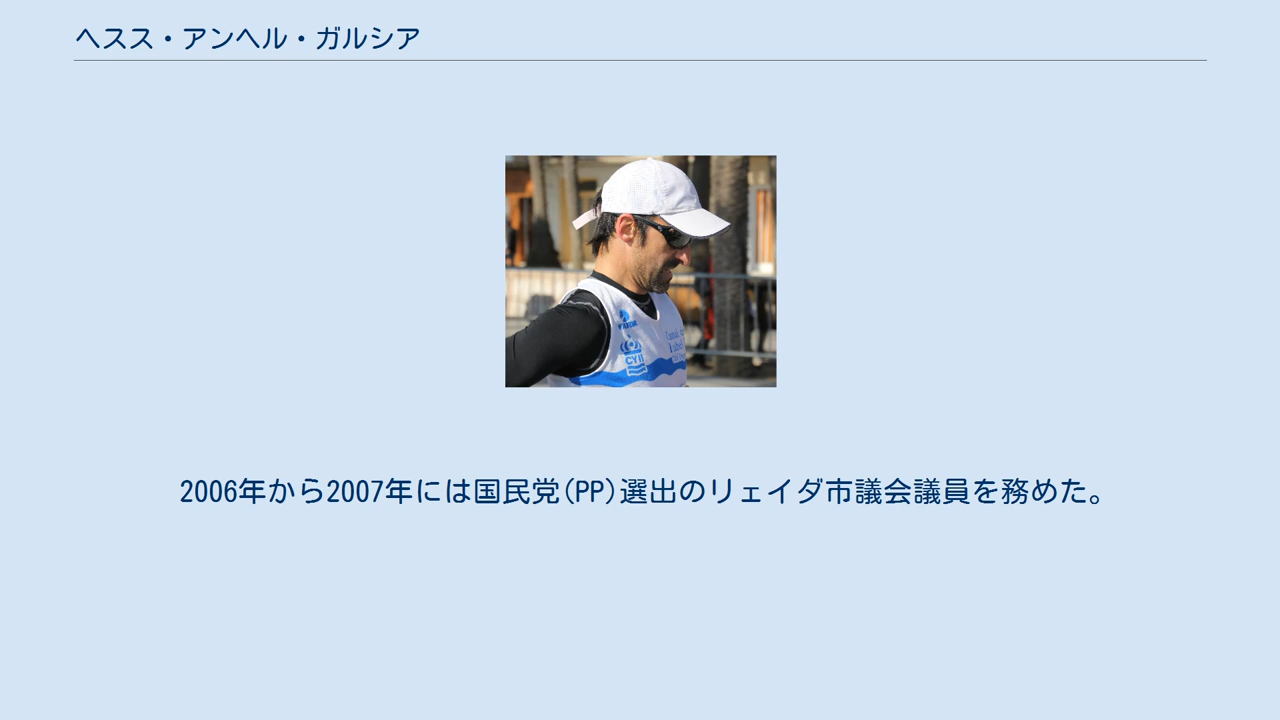 ヘスス・アンヘル・ガルシア
CYII
2006年から2007年には国民党(PP)選出のリェイダ市議会議員を務めた。